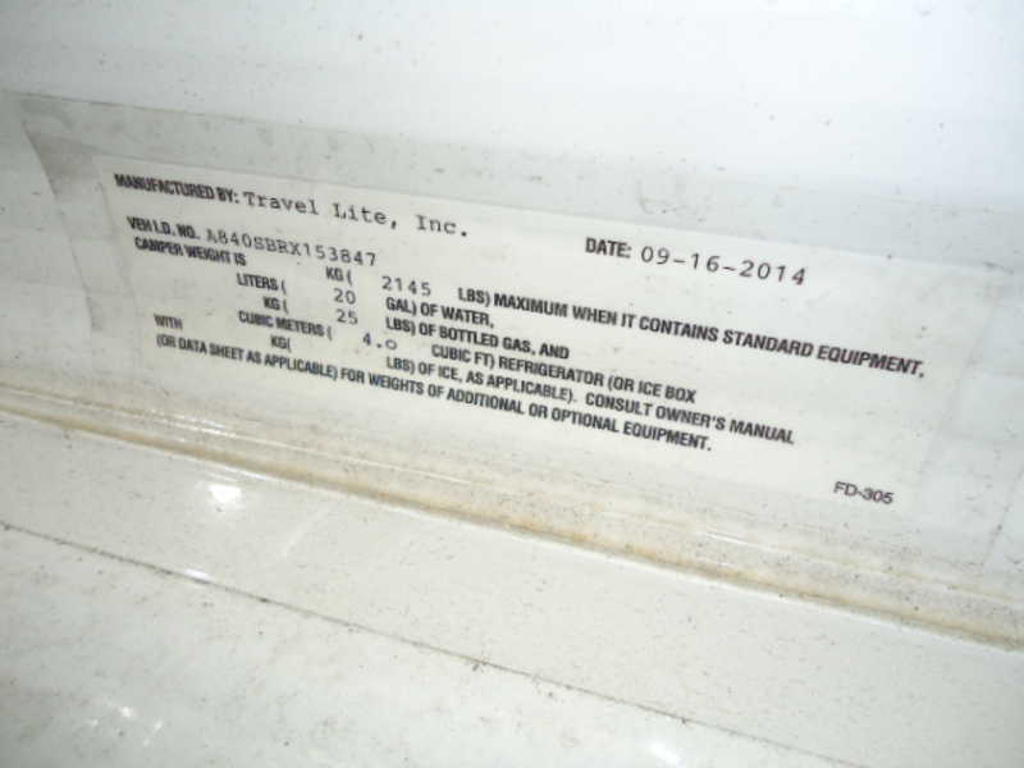 MANUFACTURED BY: Travel Lite, Inc. DATE: 09-16-2014
VEH I.D. NO. A840SBRX153847
CAMPER WEIGHT IS KG( 2145 LBS) MAXIMUM WHEN IT CONTAINS STANDARD EQUIPMENT,
LITERS ( 20 GAL) OF WATER,
KG ( 25 LBS) OF BOTTLED GAS, AND
WITH CUBIC METERS ( 4.0 CUBIC FT) REFRIGERATOR (OR ICE BOX
KG( LBS) OF ICE, AS APPLICABLE). CONSULT OWNER'S MANUAL
(OR DATA SHEET AS APPLICABLE) FOR WEIGHTS OF ADDITIONAL OR OPTIONAL EQUIPMENT.
FD-305